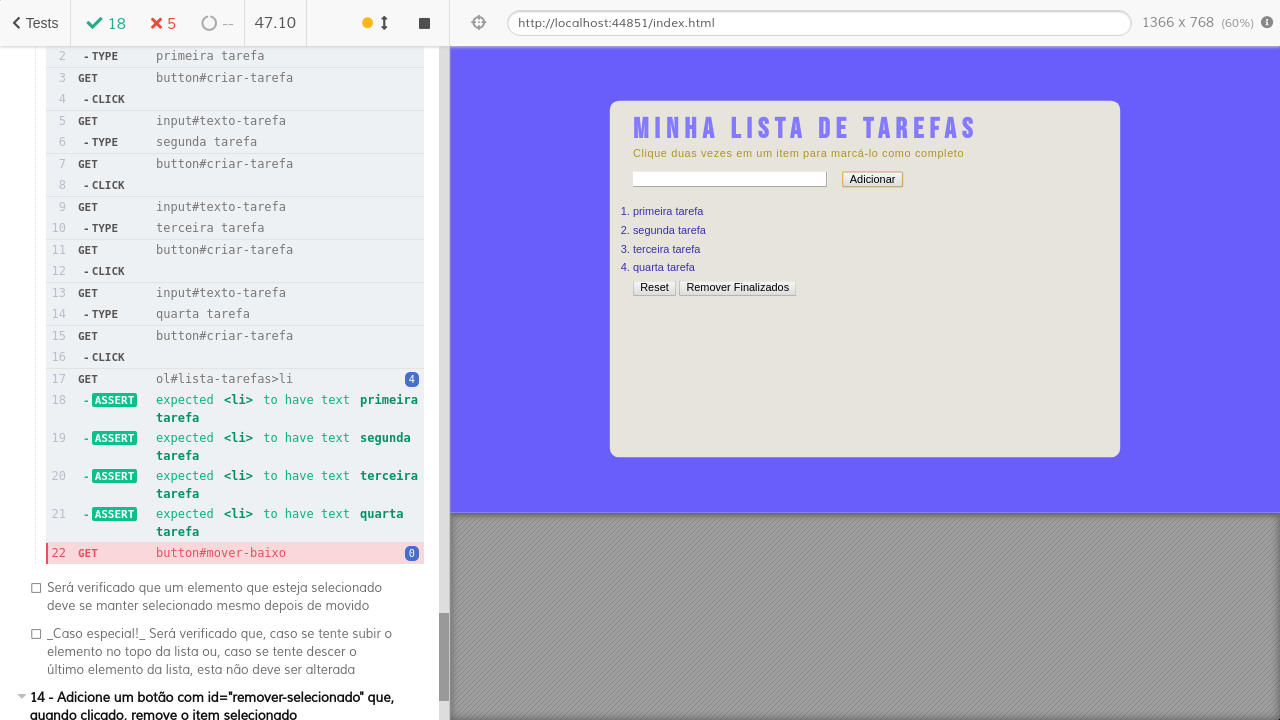 Tests 18 5 -- 47.10 http://localhost:44851/index.html 1366 x 768 (60%)
2 - TYPE primeira tarefa
3 GET button#criar-tarefa
4 - CLICK
5 GET input#texto-tarefa
6 - TYPE segunda tarefa
7 GET button#criar-tarefa
8 - CLICK
9 GET input#texto-tarefa
10 - TYPE terceira tarefa
11 GET button#criar-tarefa
12 - CLICK
13 GET input#texto-tarefa
14 - TYPE quarta tarefa
15 GET button#criar-tarefa
16 - CLICK
17 GET ol#lista-tarefas>li 4
18 - ASSERT expected <li> to have text primeira
tarefa
19 - ASSERT expected <li> to have text segunda
tarefa
20 - ASSERT expected <li> to have text terceira
tarefa
21 - ASSERT expected <li> to have text quarta
tarefa
22 GET button#mover-baixo 0
Será verificado que um elemento que esteja selecionado
deve se manter selecionado mesmo depois de movido
_Caso especial!_ Será verificado que, caso se tente subir o
elemento no topo da lista ou, caso se tente descer o
último elemento da lista, esta não deve ser alterada
14 - Adicione um botão com id="remover-selecionado" que,
quando clicado, remove o item selecionado
MINHA LISTA DE TAREFAS
Clique duas vezes em um item para marcá-lo como completo
Adicionar
1. primeira tarefa
2. segunda tarefa
3. terceira tarefa
4. quarta tarefa
Reset Remover Finalizados